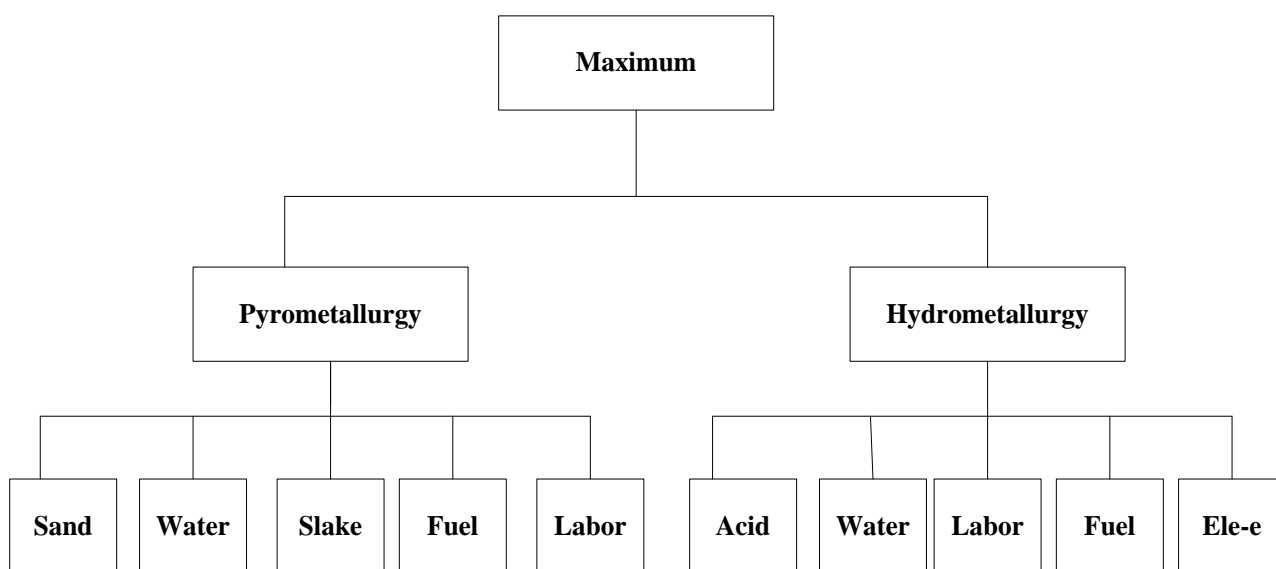 Maximum
Pyrometallurgy
Hydrometallurgy
Sand
Water
Slake
Fuel
Labor
Acid
Water
Labor
Fuel
Ele-e